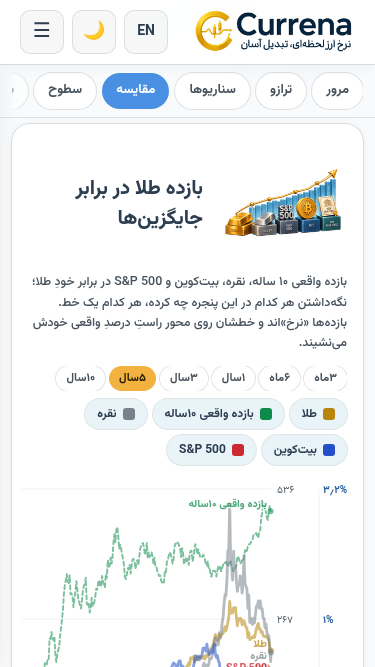 Currena
نرخ ارز لحظه‌ای، تبدیل آسان
EN
مرور
ترازو
سناریوها
مقایسه
سطوح
بازده طلا در برابر
جایگزین‌ها
S&P
500
بازده واقعی ۱۰ ساله، نقره، بیت‌کوین و S&P 500 در برابر خودِ طلا؛
نگه‌داشتن هر کدام در این پنجره چه کرده، هر کدام یک خط.
بازده‌ها «نرخ»‌اند و خطشان روی محور راستِ درصدِ واقعی خودش
می‌نشیند.
۳ماه
۶ماه
۱سال
۳سال
۵سال
۱۰سال
طلا
بازده واقعی ۱۰ساله
نقره
بیت‌کوین
S&P 500
۳٫۲%
۵۳۶
بازده واقعی ۱۰ساله
۱%
۲۶۷
طلا
نقره
S&P 500